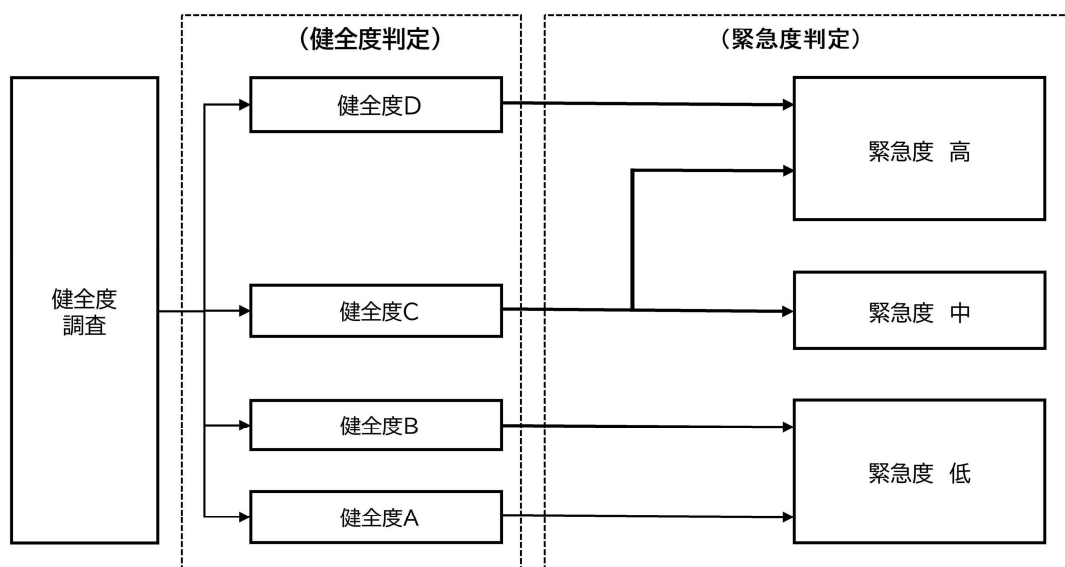 （健全度判定）
（緊急度判定）
健全度
調査
健全度D
健全度C
健全度B
健全度A
緊急度　高
緊急度　中
緊急度　低